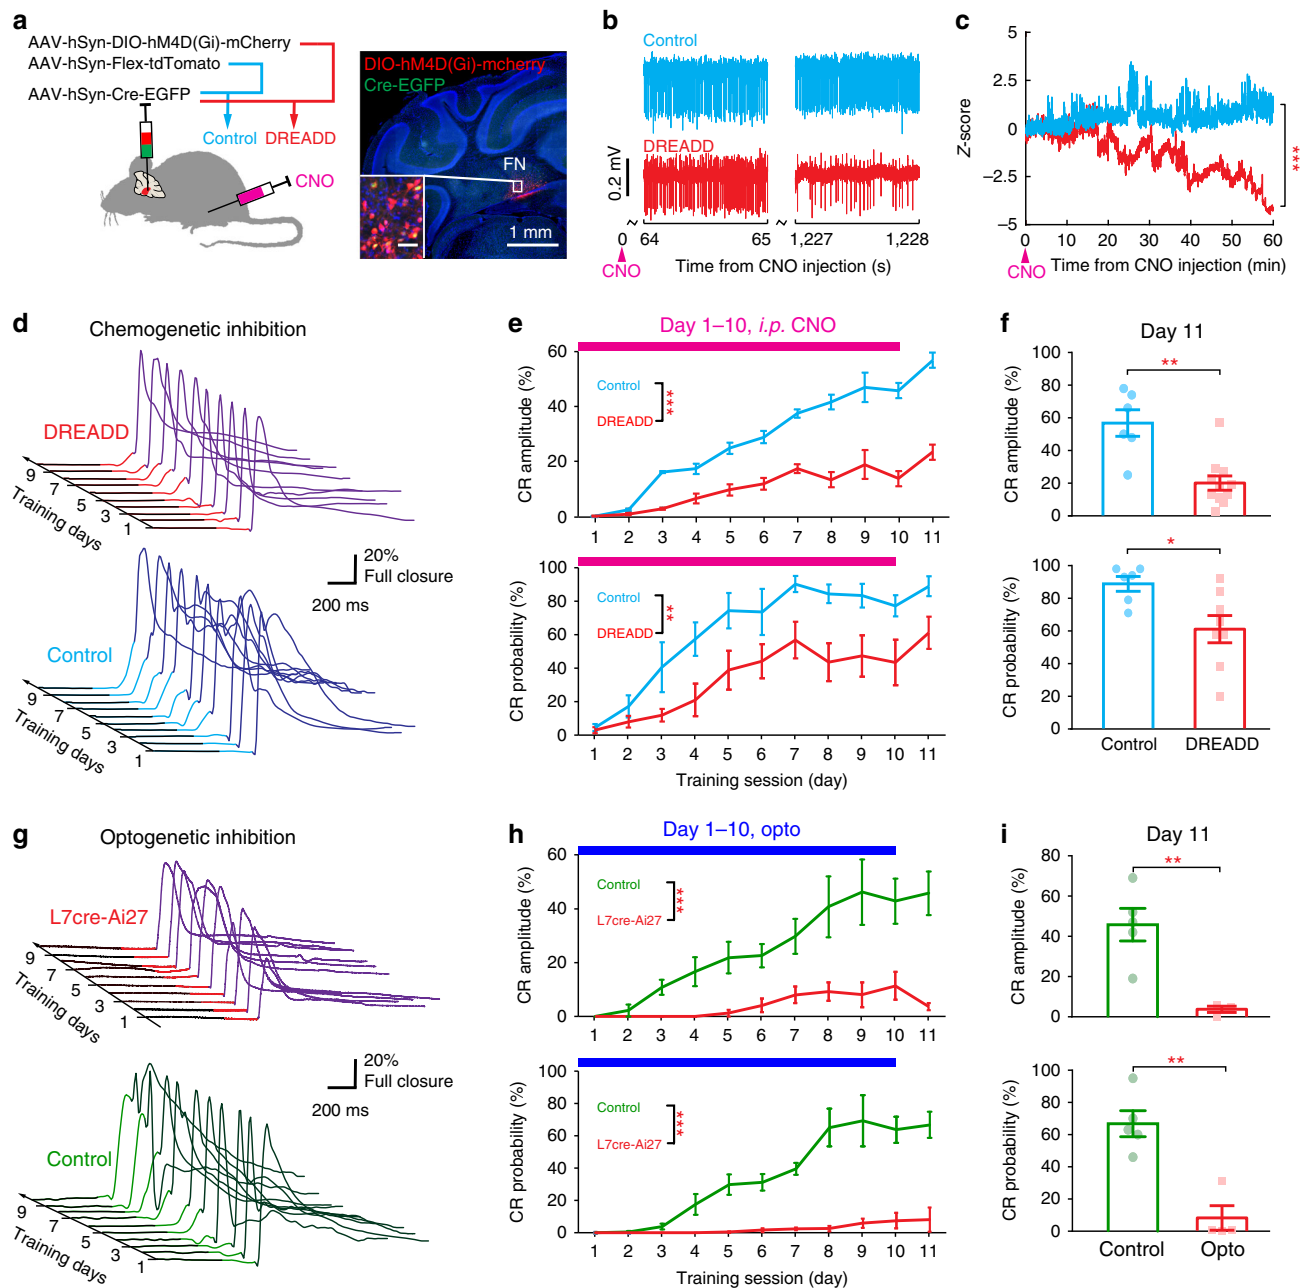 a
AAV-hSyn-DIO-hM4D(Gi)-mCherry
AAV-hSyn-Flex-tdTomato
AAV-hSyn-Cre-EGFP
Control DREADD
CNO
DIO-hM4D(Gi)-mcherry
Cre-EGFP
FN
1 mm
b
Control
DREADD
0.2 mV
0 64 65 1,227 1,228
CNO
Time from CNO injection (s)
c
Z-score
5
2.5
0
–2.5
–5
***
0 10 20 30 40 50 60
CNO
Time from CNO injection (min)
d
Chemogenetic inhibition
DREADD
9 7 5 3 1
Training days
20%
Full closure
200 ms
Control
9 7 5 3 1
Training days
e
Day 1–10, i.p. CNO
CR amplitude (%)
60
40
20
0
Control
DREADD
***
1 2 3 4 5 6 7 8 9 10 11
CR probability (%)
100
80
60
40
20
0
Control
DREADD
**
1 2 3 4 5 6 7 8 9 10 11
Training session (day)
f
Day 11
CR amplitude (%)
100
80
60
40
20
0
**
CR probability (%)
100
80
60
40
20
0
*
Control DREADD
g
Optogenetic inhibition
L7cre-Ai27
9 7 5 3 1
Training days
20%
Full closure
200 ms
Control
9 7 5 3 1
Training days
h
Day 1–10, opto
CR amplitude (%)
60
40
20
0
Control
L7cre-Ai27
***
1 2 3 4 5 6 7 8 9 10 11
CR probability (%)
100
80
60
40
20
0
Control
L7cre-Ai27
***
1 2 3 4 5 6 7 8 9 10 11
Training session (day)
i
Day 11
CR amplitude (%)
80
60
40
20
0
**
CR probability (%)
100
80
60
40
20
0
**
Control Opto